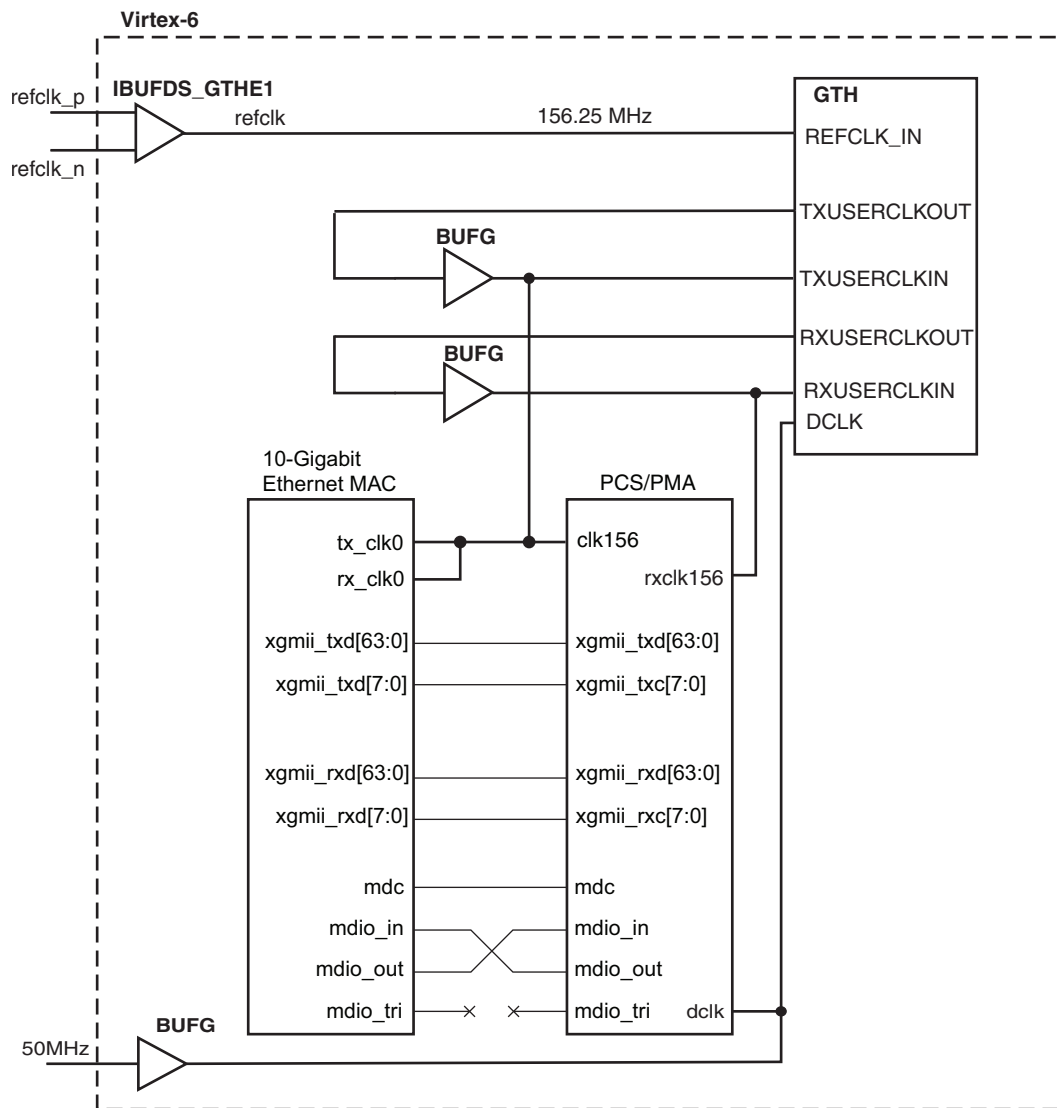 Virtex-6
IBUFDS_GTHE1
refclk_p
refclk
156.25 MHz
refclk_n
GTH
REFCLK_IN
TXUSERCLKOUT
BUFG
TXUSERCLKIN
RXUSERCLKOUT
BUFG
RXUSERCLKIN
DCLK
10-Gigabit
Ethernet MAC
PCS/PMA
tx_clk0
clk156
rx_clk0
rxclk156
xgmii_txd[63:0]
xgmii_txd[63:0]
xgmii_txd[7:0]
xgmii_txc[7:0]
xgmii_rxd[63:0]
xgmii_rxd[63:0]
xgmii_rxd[7:0]
xgmii_rxc[7:0]
mdc
mdc
mdio_in
mdio_in
mdio_out
mdio_out
mdio_tri
mdio_tri
dclk
BUFG
50MHz